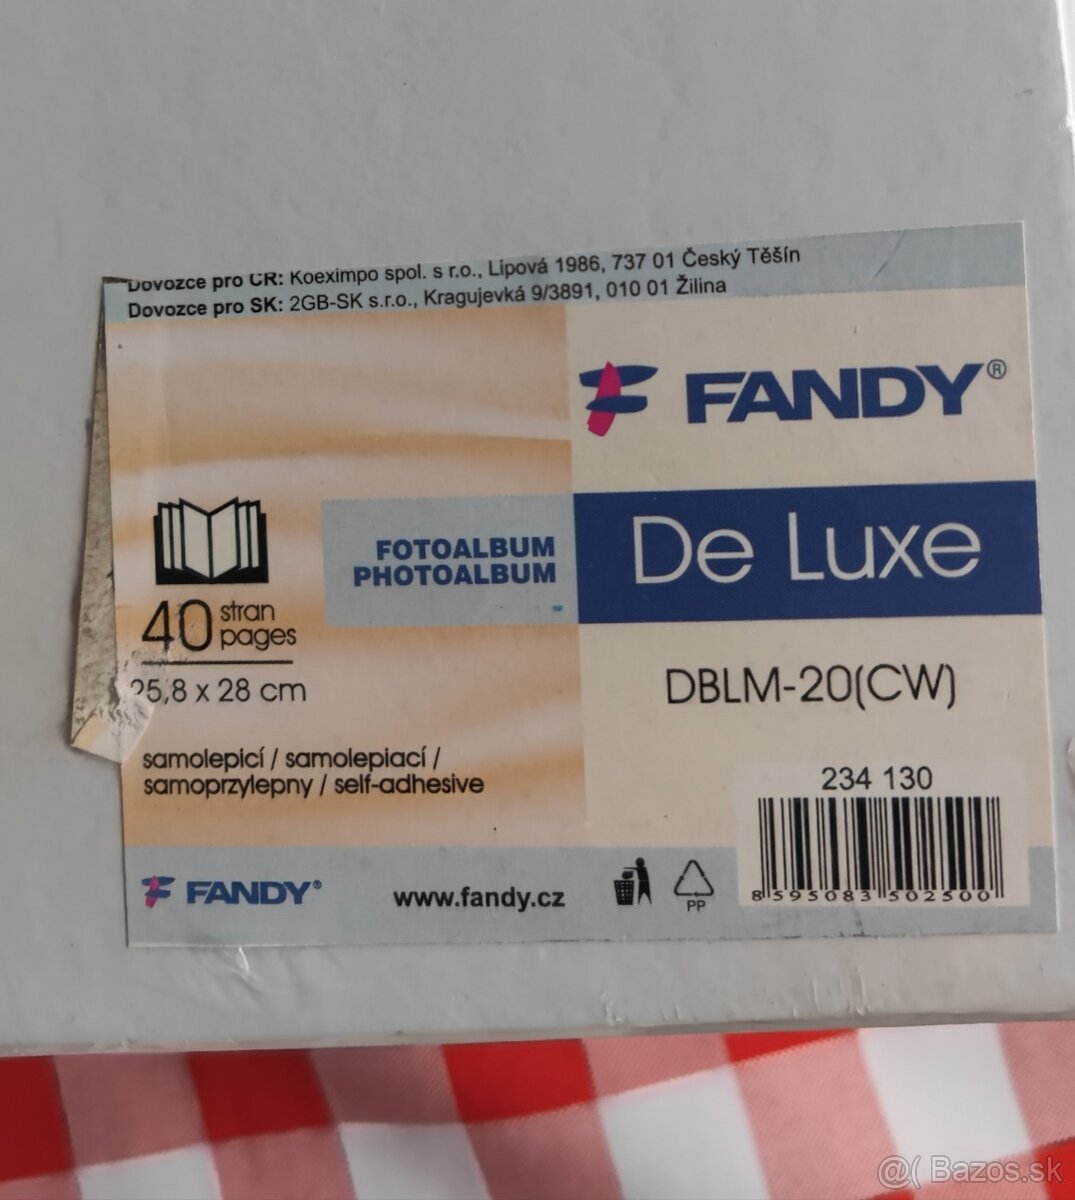 Dovozce pro ČR: Koeximpo spol. s r.o., Lipová 1986, 737 01 Český Těšín
Dovozce pro SK: 2GB-SK s.r.o., Kragujevká 9/3891, 010 01 Žilina
FANDY®
FOTOALBUM
PHOTOALBUM
De Luxe
40 stran
pages
25,8 x 28 cm
DBLM-20(CW)
samolepicí / samolepiací /
samoprzylepny / self-adhesive
234 130
8595083502500
FANDY®
www.fandy.cz
PP
@( Bazos.sk